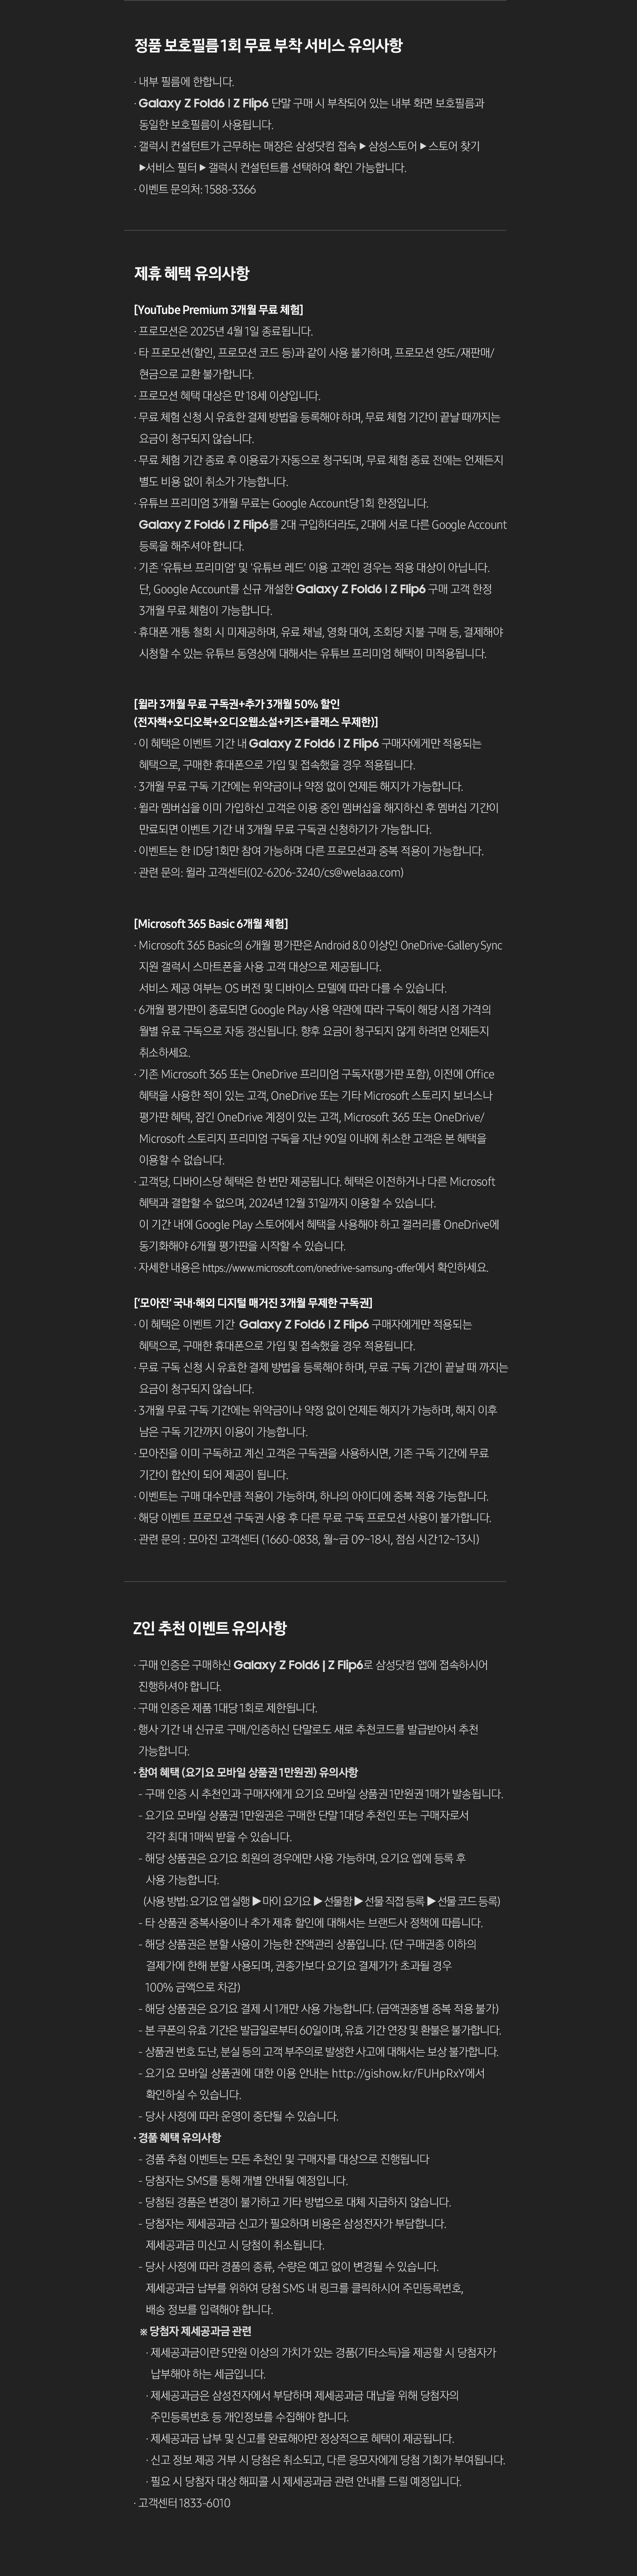 정품 보호필름 1회 무료 부착 서비스 유의사항
· 내부 필름에 한합니다.
· Galaxy Z Fold6 | Z Flip6 단말 구매 시 부착되어 있는 내부 화면 보호필름과
동일한 보호필름이 사용됩니다.
· 갤럭시 컨설턴트가 근무하는 매장은 삼성닷컴 접속 ▶ 삼성스토어 ▶ 스토어 찾기
▶서비스 필터 ▶ 갤럭시 컨설턴트를 선택하여 확인 가능합니다.
· 이벤트 문의처: 1588-3366
제휴 혜택 유의사항
[YouTube Premium 3개월 무료 체험]
· 프로모션은 2025년 4월 1일 종료됩니다.
· 타 프로모션(할인, 프로모션 코드 등)과 같이 사용 불가하며, 프로모션 양도/재판매/
현금으로 교환 불가합니다.
· 프로모션 혜택 대상은 만 18세 이상입니다.
· 무료 체험 신청 시 유효한 결제 방법을 등록해야 하며, 무료 체험 기간이 끝날 때까지는
요금이 청구되지 않습니다.
· 무료 체험 기간 종료 후 이용료가 자동으로 청구되며, 무료 체험 종료 전에는 언제든지
별도 비용 없이 취소가 가능합니다.
· 유튜브 프리미엄 3개월 무료는 Google Account당 1회 한정입니다.
Galaxy Z Fold6 | Z Flip6를 2대 구입하더라도, 2대에 서로 다른 Google Account
등록을 해주셔야 합니다.
· 기존 '유튜브 프리미엄' 및 '유튜브 레드' 이용 고객인 경우는 적용 대상이 아닙니다.
단, Google Account를 신규 개설한 Galaxy Z Fold6 | Z Flip6 구매 고객 한정
3개월 무료 체험이 가능합니다.
· 휴대폰 개통 철회 시 미제공하며, 유료 채널, 영화 대여, 조회당 지불 구매 등, 결제해야
시청할 수 있는 유튜브 동영상에 대해서는 유튜브 프리미엄 혜택이 미적용됩니다.
[윌라 3개월 무료 구독권+추가 3개월 50% 할인
(전자책+오디오북+오디오웹소설+키즈+클래스 무제한)]
· 이 혜택은 이벤트 기간 내 Galaxy Z Fold6 | Z Flip6 구매자에게만 적용되는
혜택으로, 구매한 휴대폰으로 가입 및 접속했을 경우 적용됩니다.
· 3개월 무료 구독 기간에는 위약금이나 약정 없이 언제든 해지가 가능합니다.
· 윌라 멤버십을 이미 가입하신 고객은 이용 중인 멤버십을 해지하신 후 멤버십 기간이
만료되면 이벤트 기간 내 3개월 무료 구독권 신청하기가 가능합니다.
· 이벤트는 한 ID당 1회만 참여 가능하며 다른 프로모션과 중복 적용이 가능합니다.
· 관련 문의: 윌라 고객센터(02-6206-3240/cs@welaaa.com)
[Microsoft 365 Basic 6개월 체험]
· Microsoft 365 Basic의 6개월 평가판은 Android 8.0 이상인 OneDrive-Gallery Sync
지원 갤럭시 스마트폰을 사용 고객 대상으로 제공됩니다.
서비스 제공 여부는 OS 버전 및 디바이스 모델에 따라 다를 수 있습니다.
· 6개월 평가판이 종료되면 Google Play 사용 약관에 따라 구독이 해당 시점 가격의
월별 유료 구독으로 자동 갱신됩니다. 향후 요금이 청구되지 않게 하려면 언제든지
취소하세요.
· 기존 Microsoft 365 또는 OneDrive 프리미엄 구독자(평가판 포함), 이전에 Office
혜택을 사용한 적이 있는 고객, OneDrive 또는 기타 Microsoft 스토리지 보너스나
평가판 혜택, 잠긴 OneDrive 계정이 있는 고객, Microsoft 365 또는 OneDrive/
Microsoft 스토리지 프리미엄 구독을 지난 90일 이내에 취소한 고객은 본 혜택을
이용할 수 없습니다.
· 고객당, 디바이스당 혜택은 한 번만 제공됩니다. 혜택은 이전하거나 다른 Microsoft
혜택과 결합할 수 없으며, 2024년 12월 31일까지 이용할 수 있습니다.
이 기간 내에 Google Play 스토어에서 혜택을 사용해야 하고 갤러리를 OneDrive에
동기화해야 6개월 평가판을 시작할 수 있습니다.
· 자세한 내용은 https://www.microsoft.com/onedrive-samsung-offer에서 확인하세요.
['모아진' 국내·해외 디지털 매거진 3개월 무제한 구독권]
· 이 혜택은 이벤트 기간 Galaxy Z Fold6 | Z Flip6 구매자에게만 적용되는
혜택으로, 구매한 휴대폰으로 가입 및 접속했을 경우 적용됩니다.
· 무료 구독 신청 시 유효한 결제 방법을 등록해야 하며, 무료 구독 기간이 끝날 때 까지는
요금이 청구되지 않습니다.
· 3개월 무료 구독 기간에는 위약금이나 약정 없이 언제든 해지가 가능하며, 해지 이후
남은 구독 기간까지 이용이 가능합니다.
· 모아진을 이미 구독하고 계신 고객은 구독권을 사용하시면, 기존 구독 기간에 무료
기간이 합산이 되어 제공이 됩니다.
· 이벤트는 구매 대수만큼 적용이 가능하며, 하나의 아이디에 중복 적용 가능합니다.
· 해당 이벤트 프로모션 구독권 사용 후 다른 무료 구독 프로모션 사용이 불가합니다.
· 관련 문의 : 모아진 고객센터 (1660-0838, 월~금 09~18시, 점심 시간 12~13시)
Z인 추천 이벤트 유의사항
· 구매 인증은 구매하신 Galaxy Z Fold6 | Z Flip6로 삼성닷컴 앱에 접속하시어
진행하셔야 합니다.
· 구매 인증은 제품 1대당 1회로 제한됩니다.
· 행사 기간 내 신규로 구매/인증하신 단말로도 새로 추천코드를 발급받아서 추천
가능합니다.
· 참여 혜택 (요기요 모바일 상품권 1만원권) 유의사항
- 구매 인증 시 추천인과 구매자에게 요기요 모바일 상품권 1만원권 1매가 발송됩니다.
- 요기요 모바일 상품권 1만원권은 구매한 단말 1대당 추천인 또는 구매자로서
각각 최대 1매씩 받을 수 있습니다.
- 해당 상품권은 요기요 회원의 경우에만 사용 가능하며, 요기요 앱에 등록 후
사용 가능합니다.
(사용 방법: 요기요 앱 실행 ▶ 마이 요기요 ▶ 선물함 ▶ 선물 직접 등록 ▶ 선물 코드 등록)
- 타 상품권 중복사용이나 추가 제휴 할인에 대해서는 브랜드사 정책에 따릅니다.
- 해당 상품권은 분할 사용이 가능한 잔액관리 상품입니다. (단 구매권종 이하의
결제가에 한해 분할 사용되며, 권종가보다 요기요 결제가가 초과될 경우
100% 금액으로 차감)
- 해당 상품권은 요기요 결제 시 1개만 사용 가능합니다. (금액권종별 중복 적용 불가)
- 본 쿠폰의 유효 기간은 발급일로부터 60일이며, 유효 기간 연장 및 환불은 불가합니다.
- 상품권 번호 도난, 분실 등의 고객 부주의로 발생한 사고에 대해서는 보상 불가합니다.
- 요기요 모바일 상품권에 대한 이용 안내는 http://gishow.kr/FUHpRxY에서
확인하실 수 있습니다.
- 당사 사정에 따라 운영이 중단될 수 있습니다.
· 경품 혜택 유의사항
- 경품 추첨 이벤트는 모든 추천인 및 구매자를 대상으로 진행됩니다
- 당첨자는 SMS를 통해 개별 안내될 예정입니다.
- 당첨된 경품은 변경이 불가하고 기타 방법으로 대체 지급하지 않습니다.
- 당첨자는 제세공과금 신고가 필요하며 비용은 삼성전자가 부담합니다.
제세공과금 미신고 시 당첨이 취소됩니다.
- 당사 사정에 따라 경품의 종류, 수량은 예고 없이 변경될 수 있습니다.
제세공과금 납부를 위하여 당첨 SMS 내 링크를 클릭하시어 주민등록번호,
배송 정보를 입력해야 합니다.
※ 당첨자 제세공과금 관련
· 제세공과금이란 5만원 이상의 가치가 있는 경품(기타소득)을 제공할 시 당첨자가
납부해야 하는 세금입니다.
· 제세공과금은 삼성전자에서 부담하며 제세공과금 대납을 위해 당첨자의
주민등록번호 등 개인정보를 수집해야 합니다.
· 제세공과금 납부 및 신고를 완료해야만 정상적으로 혜택이 제공됩니다.
· 신고 정보 제공 거부 시 당첨은 취소되고, 다른 응모자에게 당첨 기회가 부여됩니다.
· 필요 시 당첨자 대상 해피콜 시 제세공과금 관련 안내를 드릴 예정입니다.
· 고객센터 1833-6010